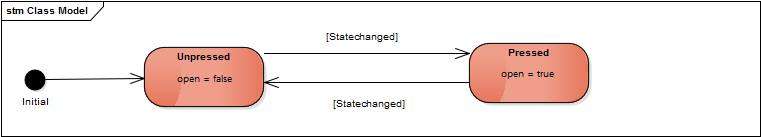 stm Class Model
[Statechanged]
Unpressed
Pressed
open = false
open = true
Initial
[Statechanged]